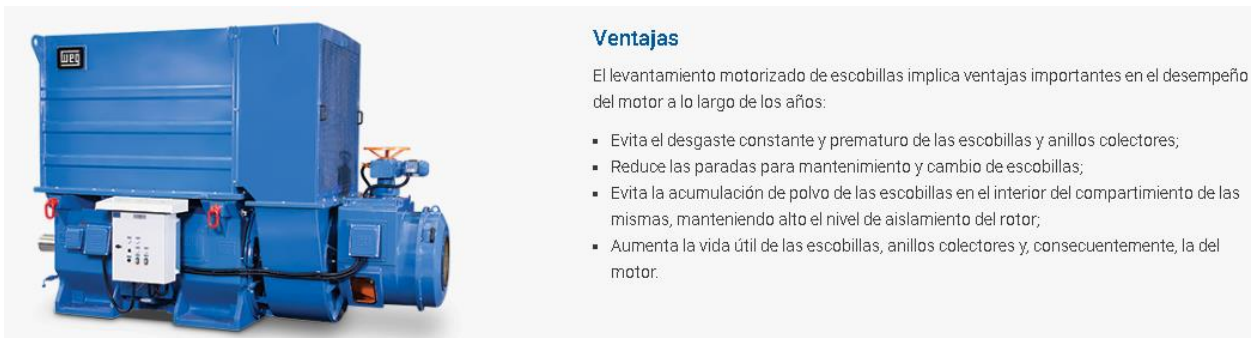 weg
Ventajas
El levantamiento motorizado de escobillas implica ventajas importantes en el desempeño
del motor a lo largo de los años:
▪ Evita el desgaste constante y prematuro de las escobillas y anillos colectores;
▪ Reduce las paradas para mantenimiento y cambio de escobillas;
▪ Evita la acumulación de polvo de las escobillas en el interior del compartimiento de las
mismas, manteniendo alto el nivel de aislamiento del rotor;
▪ Aumenta la vida útil de las escobillas, anillos colectores y, consecuentemente, la del
motor.